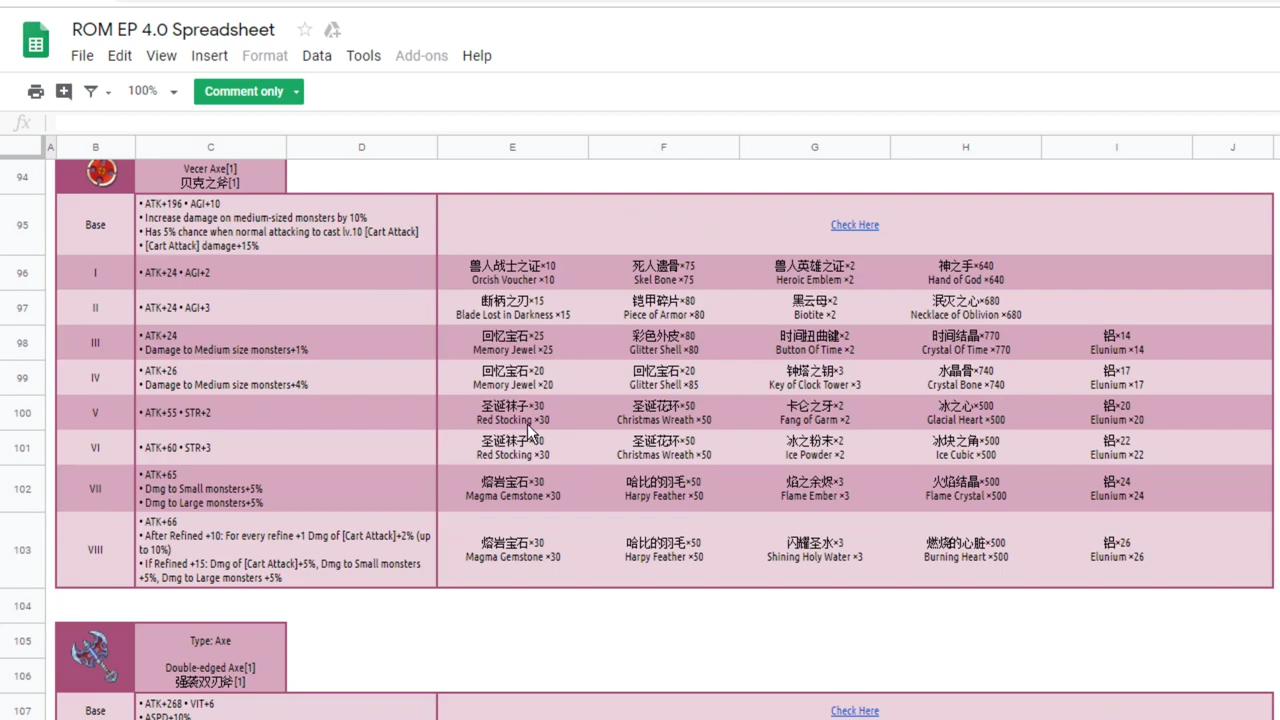 ROM EP 4.0 Spreadsheet
File Edit View Insert Format Data Tools Add-ons Help
100% Comment only
fx
A B C D E F G H I J
94
Vecer Axe[1]
贝克之斧[1]
95 Base
• ATK+196 • AGI+10
• Increase damage on medium-sized monsters by 10%
• Has 5% chance when normal attacking to cast lv.10 [Cart Attack]
• [Cart Attack] damage+15%
Check Here
96 I • ATK+24 • AGI+2
兽人战士之证×10 死人遗骨×75 兽人英雄之证×2 神之手×640
Orcish Voucher ×10 Skel Bone ×75 Heroic Emblem ×2 Hand of God ×640
97 II • ATK+24 • AGI+3
断柄之刃×15 铠甲碎片×80 黑云母×2 泯灭之心×680
Blade Lost in Darkness ×15 Piece of Armor ×80 Biotite ×2 Necklace of Oblivion ×680
98 III
• ATK+24
• Damage to Medium size monsters+1%
回忆宝石×25 彩色外皮×80 时间扭曲键×2 时间结晶×770 铝×14
Memory Jewel ×25 Glitter Shell ×80 Button Of Time ×2 Crystal Of Time ×770 Elunium ×14
99 IV
• ATK+26
• Damage to Medium size monsters+4%
回忆宝石×20 回忆宝石×20 钟塔之钥×3 水晶骨×740 铝×17
Memory Jewel ×20 Glitter Shell ×85 Key of Clock Tower ×3 Crystal Bone ×740 Elunium ×17
100 V • ATK+55 • STR+2
圣诞袜子×30 圣诞花环×50 卡仑之牙×2 冰之心×500 铝×20
Red Stocking ×30 Christmas Wreath ×50 Fang of Garm ×2 Glacial Heart ×500 Elunium ×20
101 VI • ATK+60 • STR+3
圣诞袜子×30 圣诞花环×50 冰之粉末×2 冰块之角×500 铝×22
Red Stocking ×30 Christmas Wreath ×50 Ice Powder ×2 Ice Cubic ×500 Elunium ×22
102 VII
• ATK+65
• Dmg to Small monsters+5%
• Dmg to Large monsters+5%
熔岩宝石×30 哈比的羽毛×50 焰之余烬×3 火焰结晶×500 铝×24
Magma Gemstone ×30 Harpy Feather ×50 Flame Ember ×3 Flame Crystal ×500 Elunium ×24
103 VIII
• ATK+66
• After Refined +10: For every refine +1 Dmg of [Cart Attack]+2% (up
to 10%)
• If Refined +15: Dmg of [Cart Attack]+5%, Dmg to Small monsters
+5%, Dmg to Large monsters +5%
熔岩宝石×30 哈比的羽毛×50 闪耀圣水×3 燃烧的心脏×500 铝×26
Magma Gemstone ×30 Harpy Feather ×50 Shining Holy Water ×3 Burning Heart ×500 Elunium ×26
104
105 Type: Axe
106
Double-edged Axe[1]
强袭双刃斧[1]
107 Base
• ATK+268 • VIT+6
• ASPD+10%
Check Here